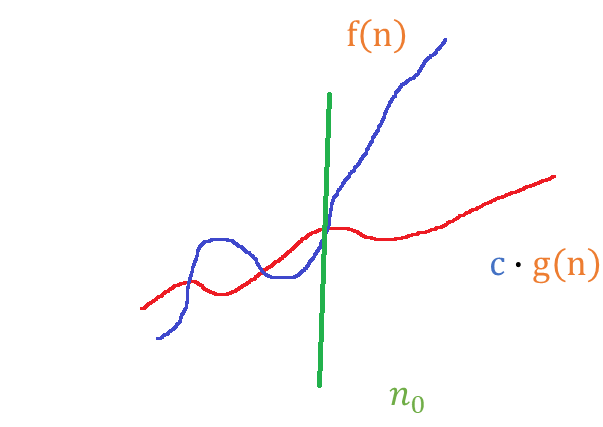 f(n)
c · g(n)
n₀